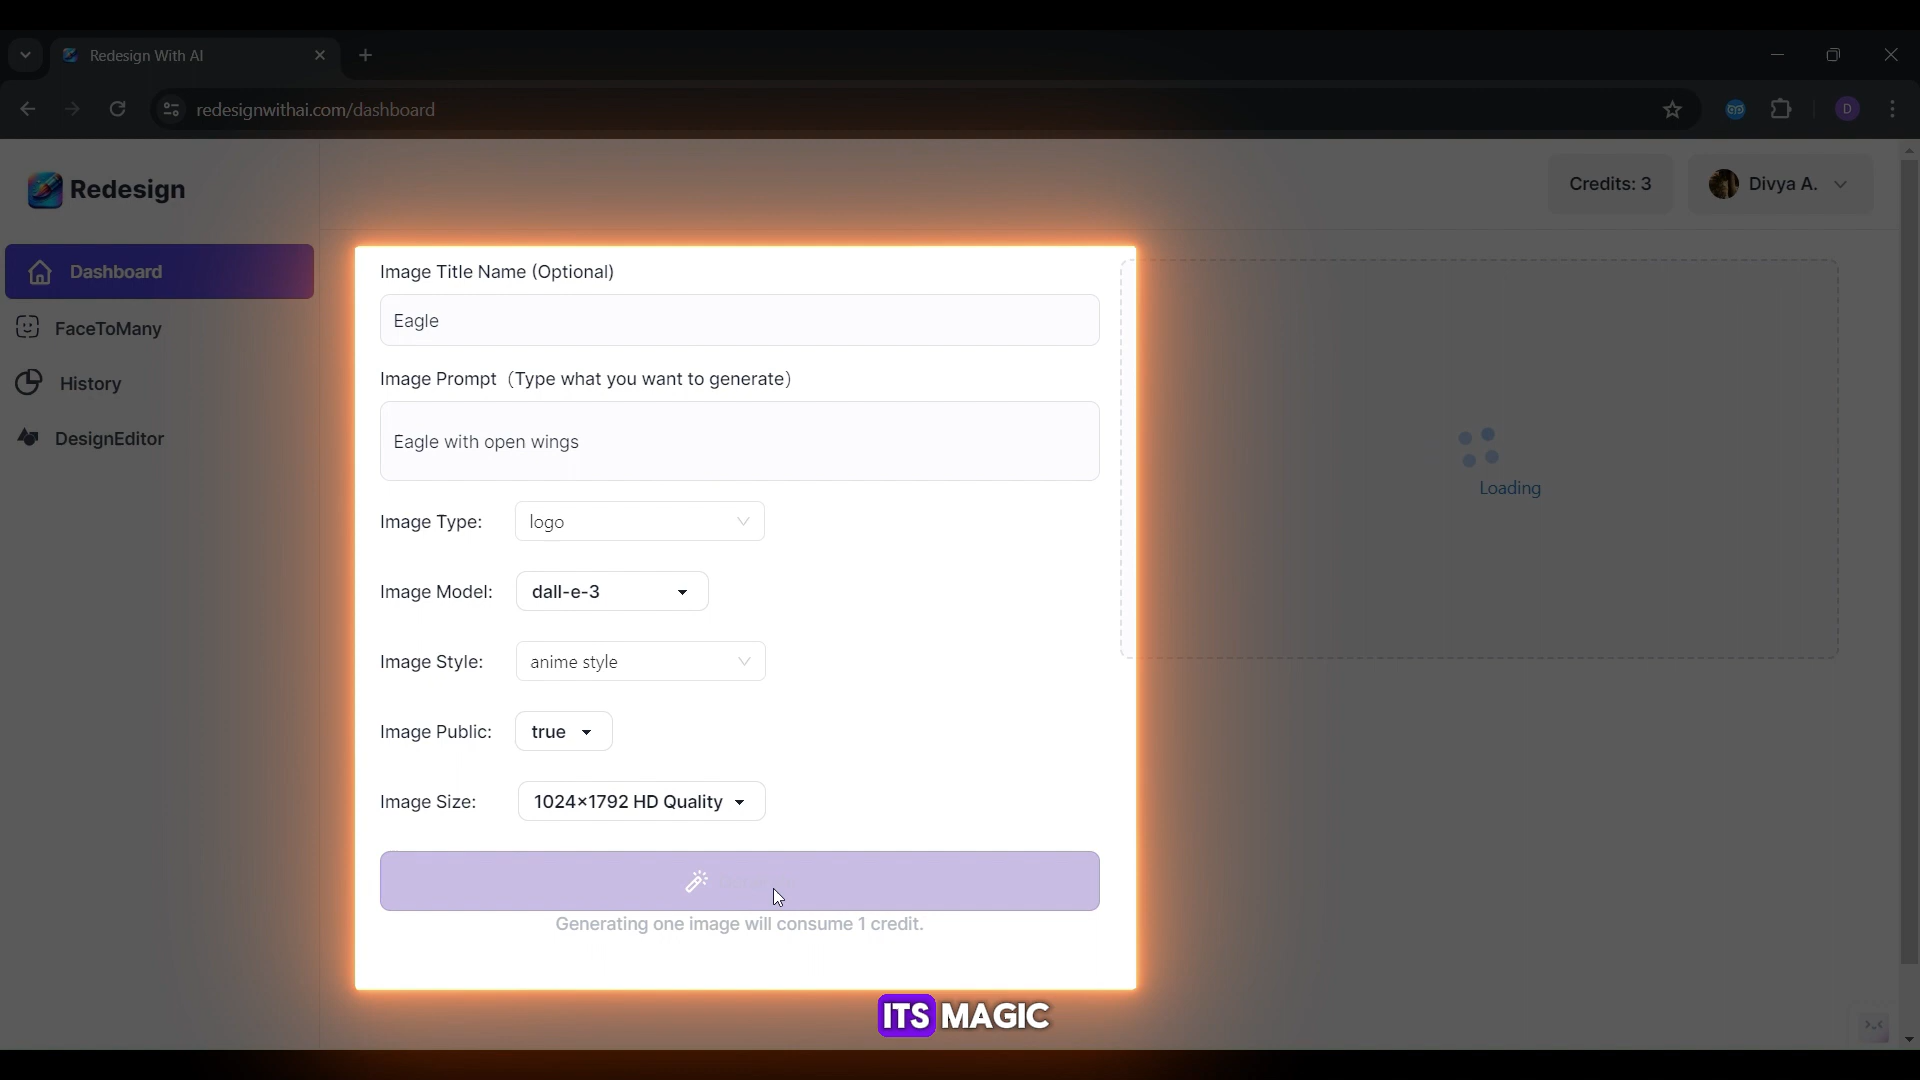 Redesign With AI
redesignwithai.com/dashboard
D
Redesign
Credits: 3
Divya A.
Dashboard
FaceToMany
History
DesignEditor
Image Title Name (Optional)
Eagle
Image Prompt（Type what you want to generate）
Eagle with open wings
Image Type:
logo
Image Model:
dall-e-3
Image Style:
anime style
Image Public:
true
Image Size:
1024×1792 HD Quality
Generating one image will consume 1 credit.
Loading
ITS MAGIC